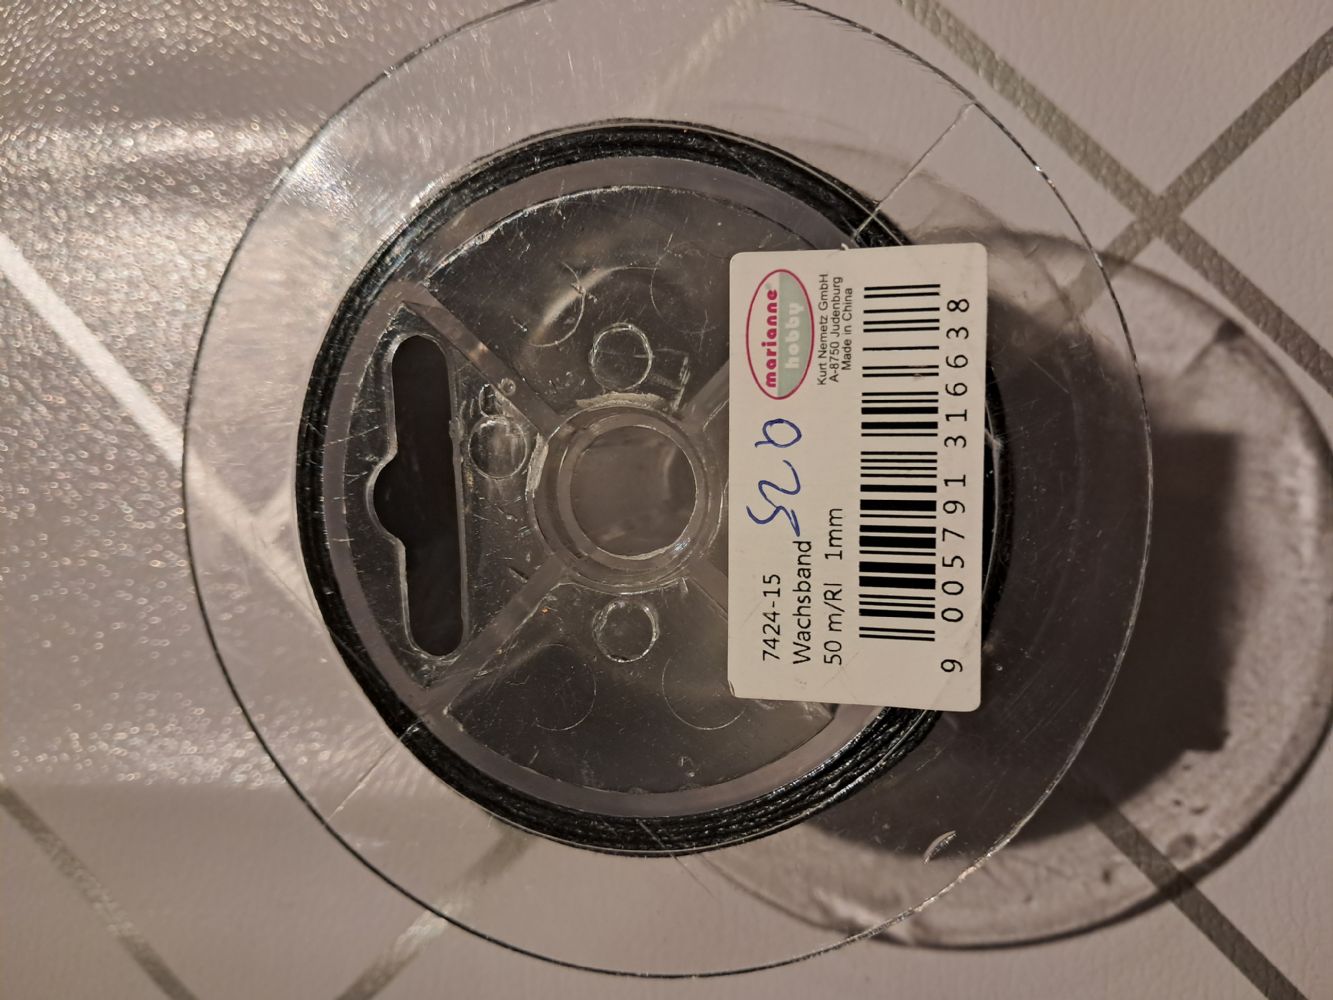 marianne®
hobby
Kurt Nemetz GmbH
A-8750 Judenburg
Made in China
7424-15
Wachsband
50 m/Rl 1mm
9 005791 316638